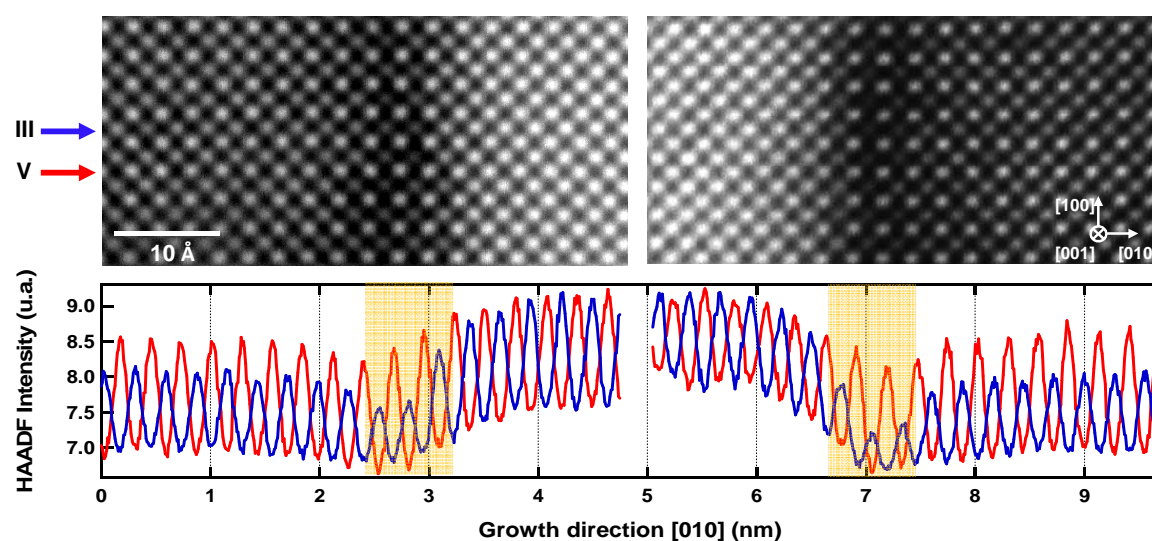 III
V
10 Å
[100]
[001]
[010]
HAADF Intensity (u.a.)
9.0
8.5
8.0
7.5
7.0
0 1 2 3 4 5 6 7 8 9
Growth direction [010] (nm)